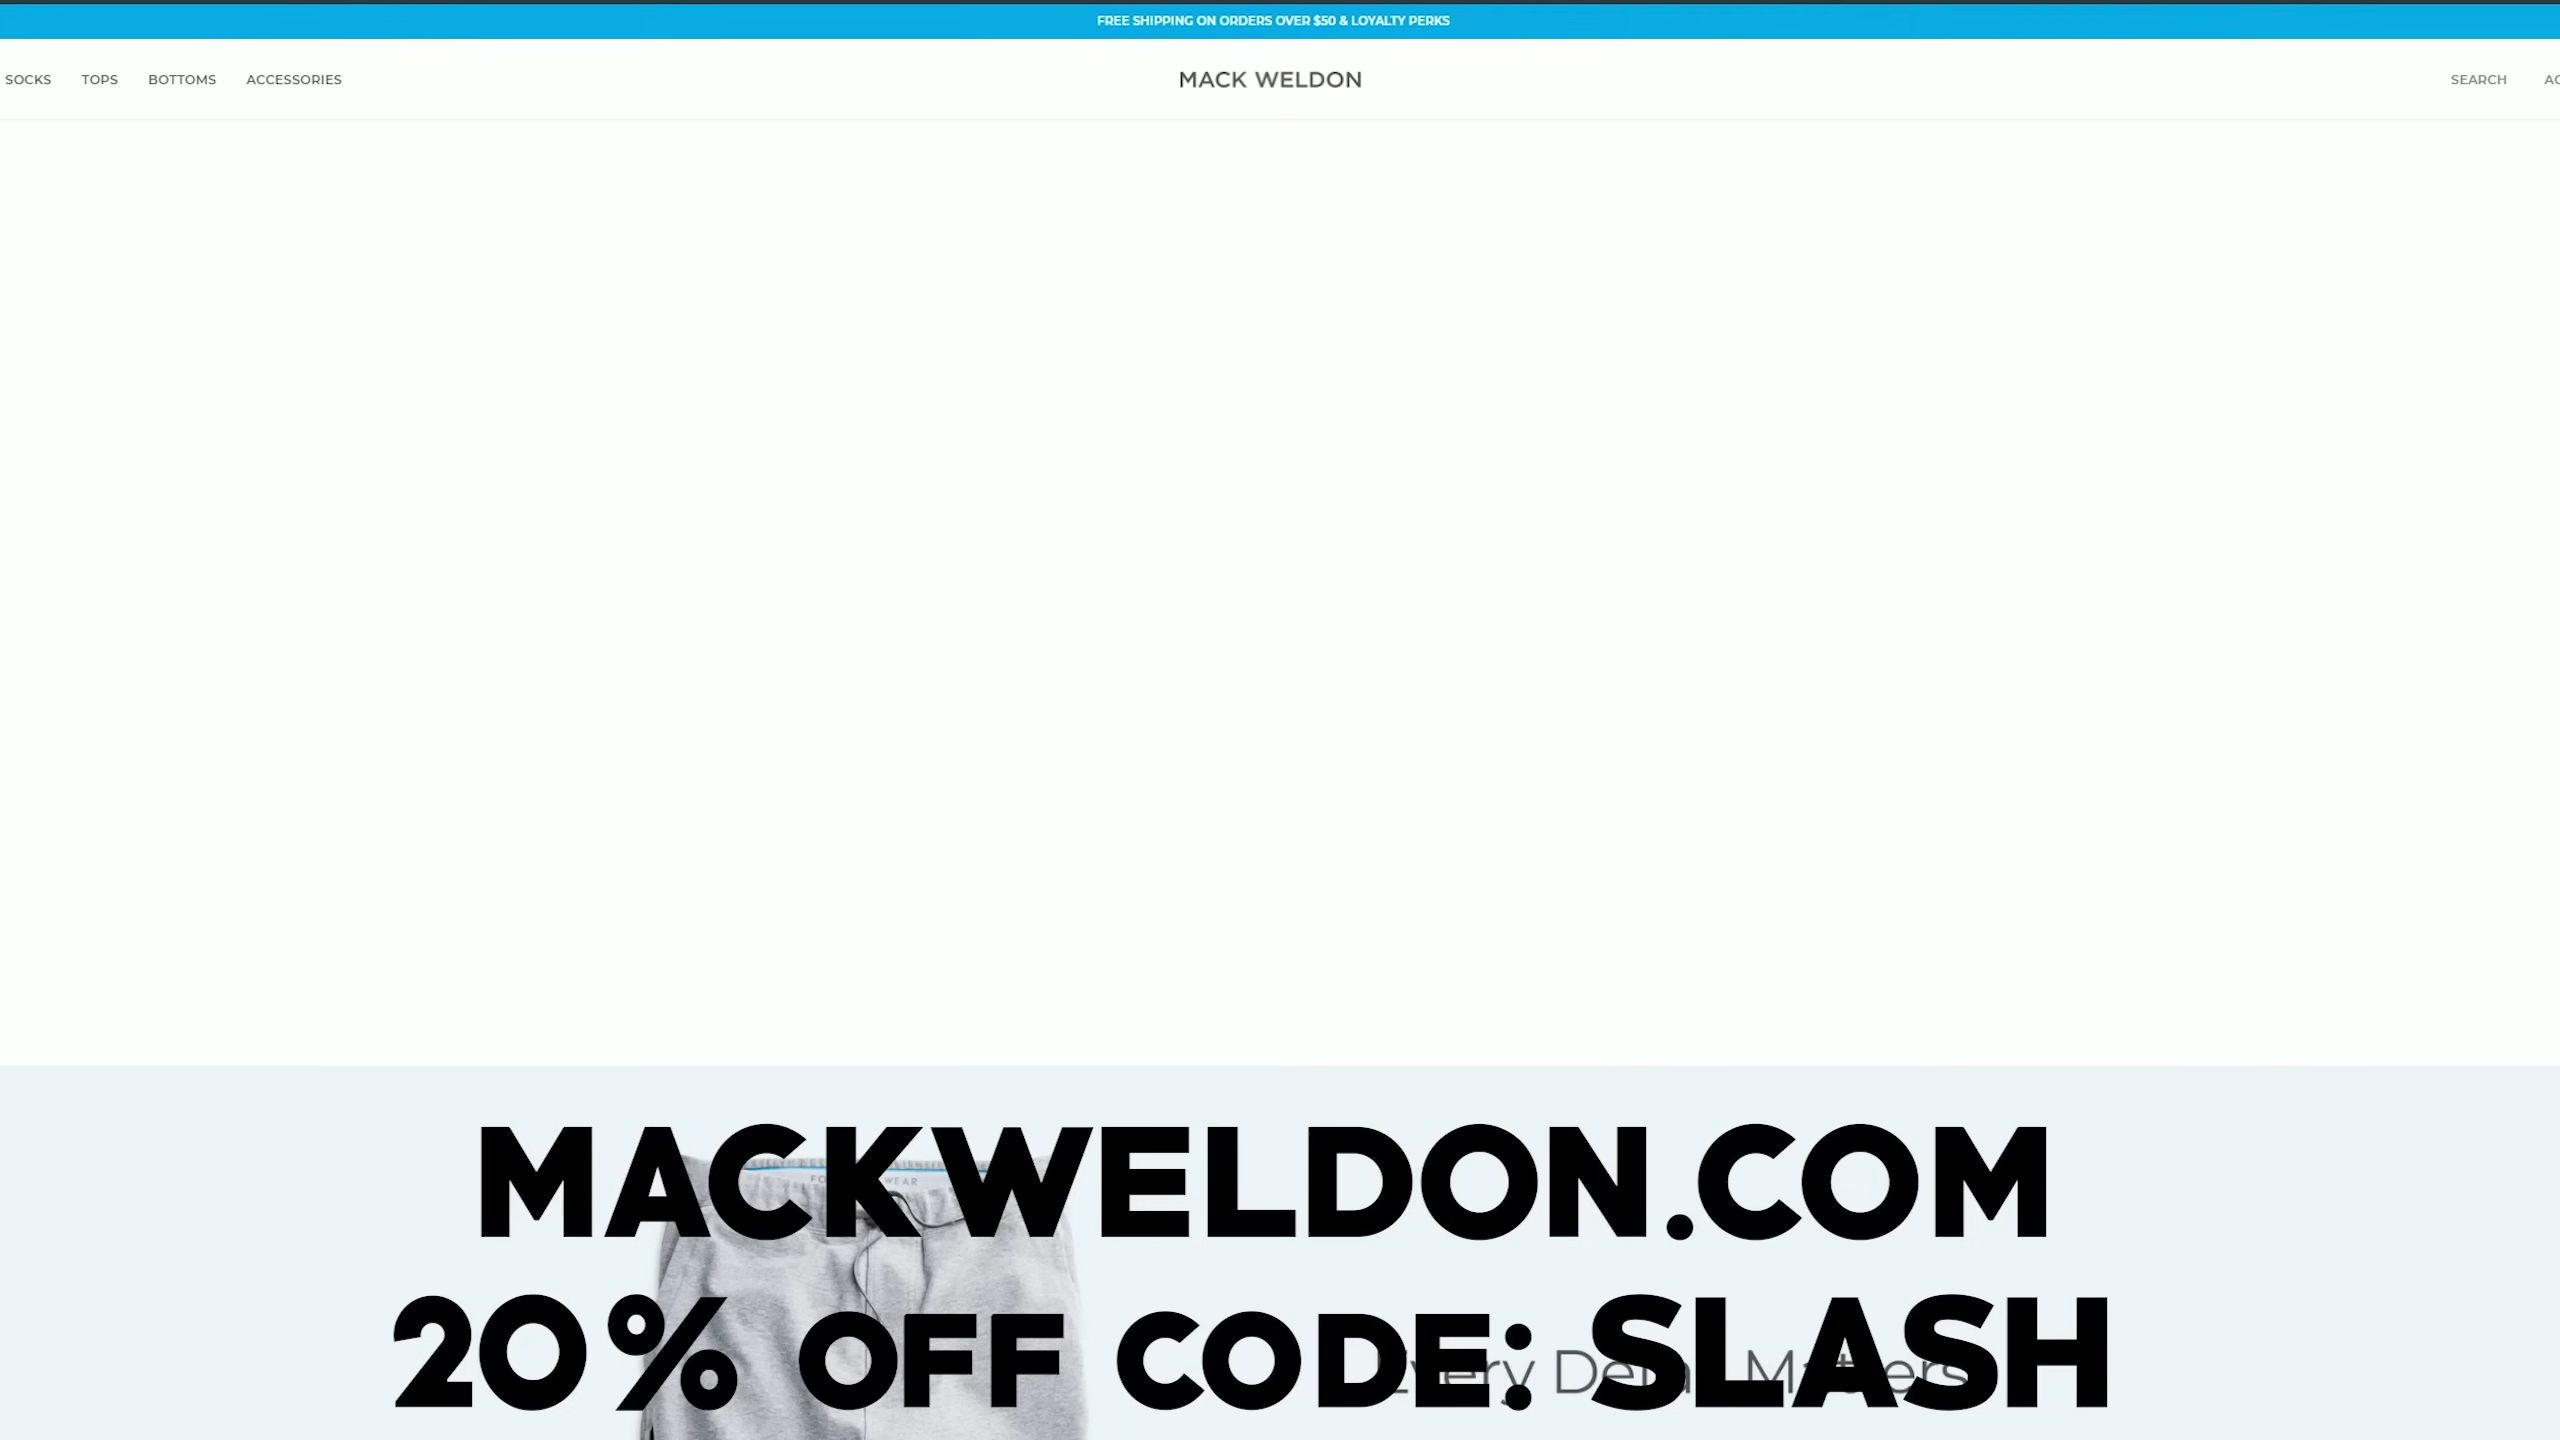 FREE SHIPPING ON ORDERS OVER $50 & LOYALTY PERKS
SOCKS TOPS BOTTOMS ACCESSORIES MACK WELDON SEARCH
MACKWELDON.COM
20% OFF CODE: SLASH